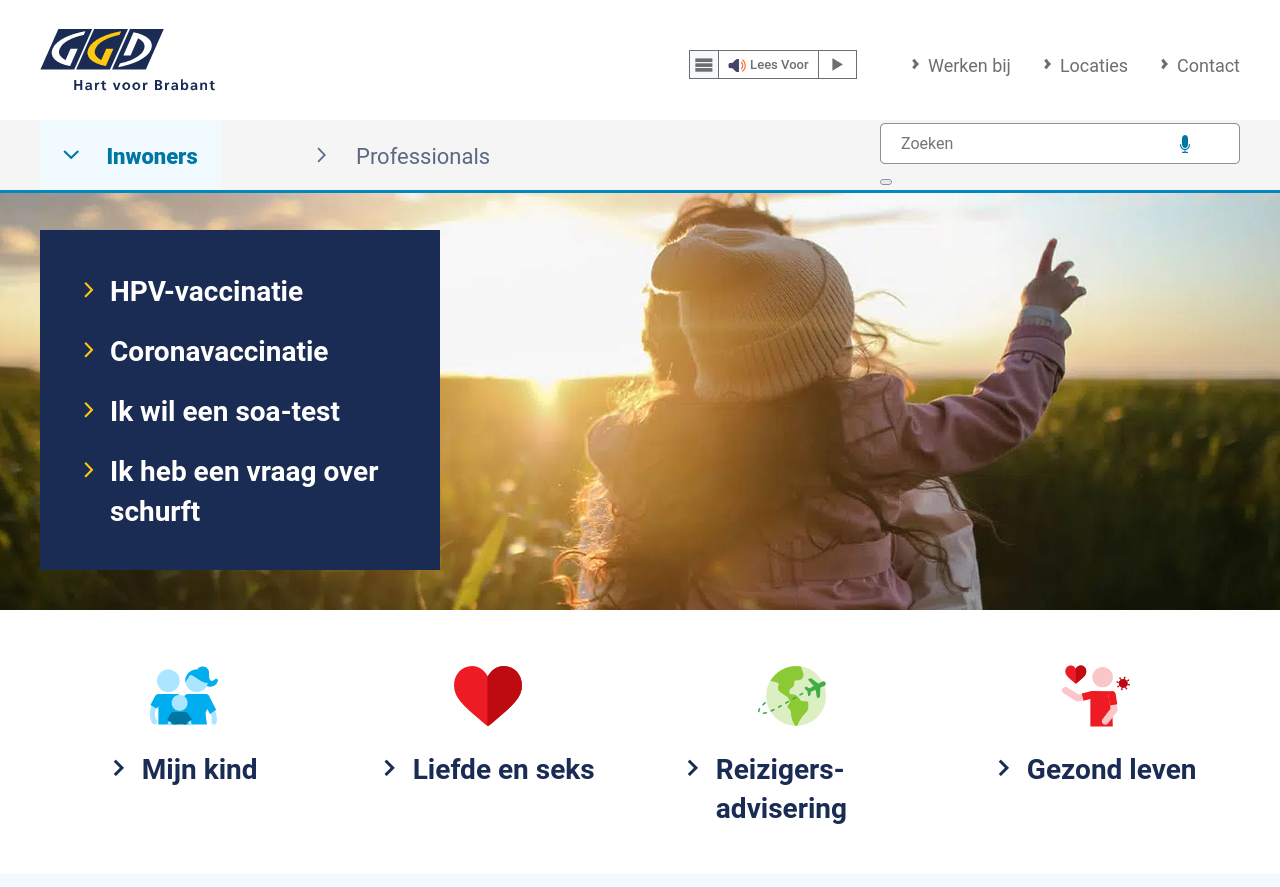 GGD
Hart voor Brabant
Lees Voor
Werken bij
Locaties
Contact
Inwoners
Professionals
Zoeken
HPV-vaccinatie
Coronavaccinatie
Ik wil een soa-test
Ik heb een vraag over
schurft
Mijn kind
Liefde en seks
Reizigers-
advisering
Gezond leven